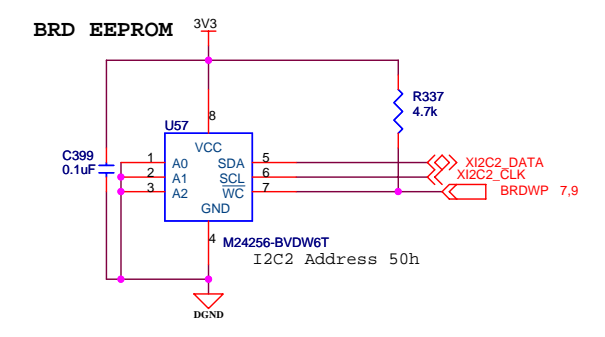 BRD EEPROM
3V3
R337
4.7k
8
U57
VCC
C399
0.1uF
1 A0 SDA 5 XI2C2_DATA
2 A1 SCL 6 XI2C2_CLK
3 A2 WC 7 BRDWP 7,9
GND
4
M24256-BVDW6T
I2C2 Address 50h
DGND